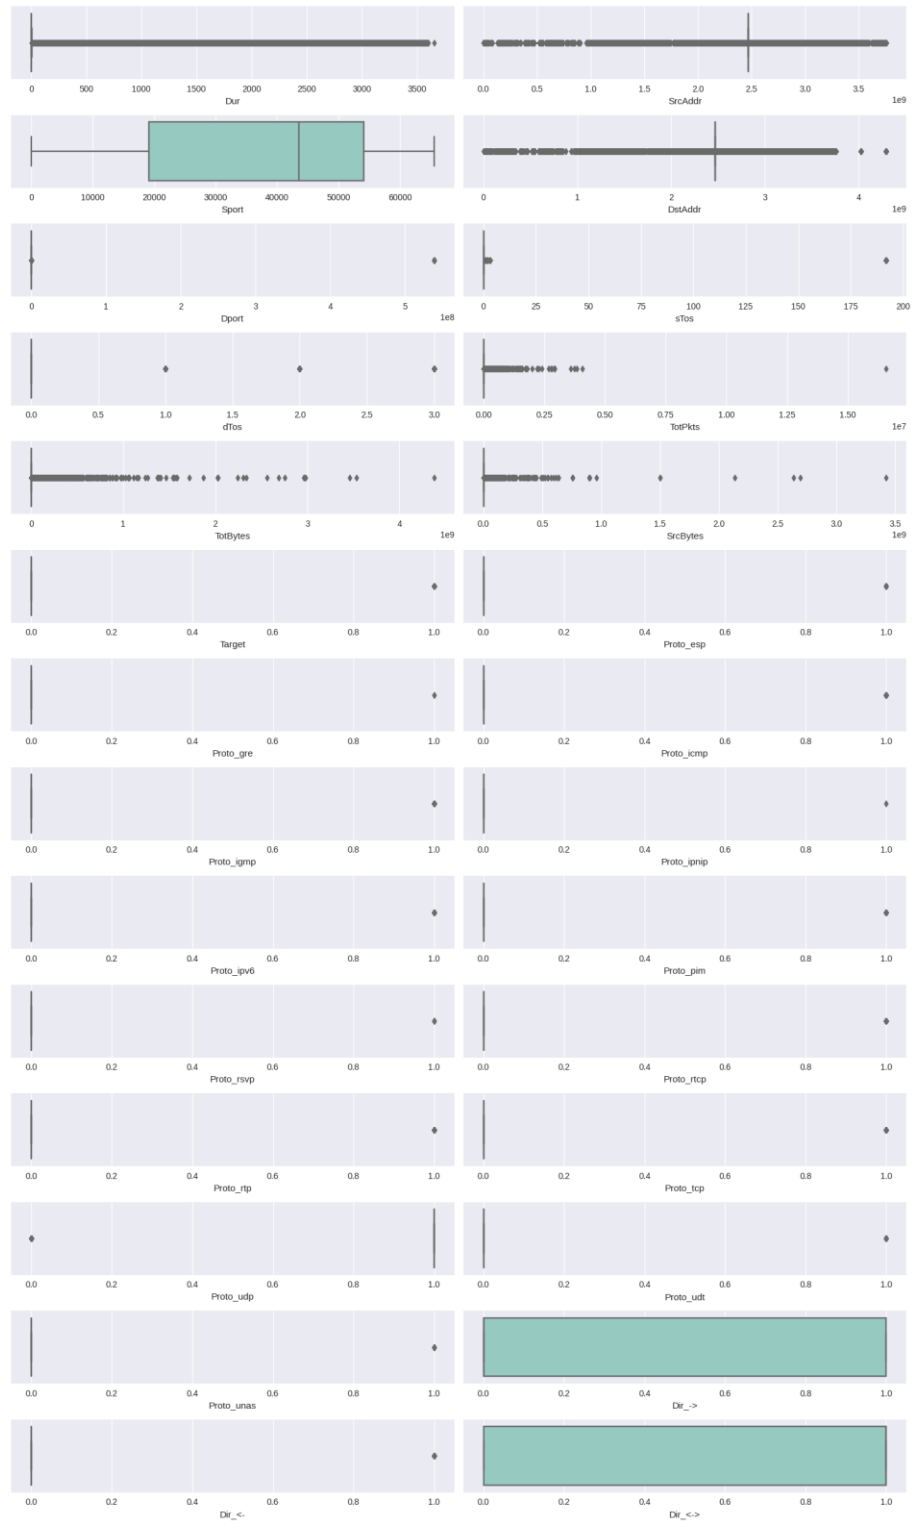 0 500 1000 1500 2000 2500 3000 3500
Dur
0.0 0.5 1.0 1.5 2.0 2.5 3.0 3.5
1e9
SrcAddr
0 10000 20000 30000 40000 50000 60000
Sport
0 1 2 3 4
1e9
DstAddr
0 1 2 3 4 5
1e8
Dport
0 25 50 75 100 125 150 175 200
sTos
0.0 0.5 1.0 1.5 2.0 2.5 3.0
dTos
0.00 0.25 0.50 0.75 1.00 1.25 1.50
1e7
TotPkts
0 1 2 3 4
1e9
TotBytes
0.0 0.5 1.0 1.5 2.0 2.5 3.0 3.5
1e9
SrcBytes
0.0 0.2 0.4 0.6 0.8 1.0
Target
0.0 0.2 0.4 0.6 0.8 1.0
Proto_esp
0.0 0.2 0.4 0.6 0.8 1.0
Proto_gre
0.0 0.2 0.4 0.6 0.8 1.0
Proto_icmp
0.0 0.2 0.4 0.6 0.8 1.0
Proto_igmp
0.0 0.2 0.4 0.6 0.8 1.0
Proto_ipnip
0.0 0.2 0.4 0.6 0.8 1.0
Proto_ipv6
0.0 0.2 0.4 0.6 0.8 1.0
Proto_pim
0.0 0.2 0.4 0.6 0.8 1.0
Proto_rsvp
0.0 0.2 0.4 0.6 0.8 1.0
Proto_rtcp
0.0 0.2 0.4 0.6 0.8 1.0
Proto_rtp
0.0 0.2 0.4 0.6 0.8 1.0
Proto_tcp
0.0 0.2 0.4 0.6 0.8 1.0
Proto_udp
0.0 0.2 0.4 0.6 0.8 1.0
Proto_udt
0.0 0.2 0.4 0.6 0.8 1.0
Proto_unas
0.0 0.2 0.4 0.6 0.8 1.0
Dir_->
0.0 0.2 0.4 0.6 0.8 1.0
Dir_<-
0.0 0.2 0.4 0.6 0.8 1.0
Dir_<->